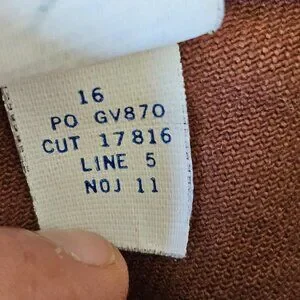 16
PO GV870
CUT 17816
LINE 5
NOJ 11